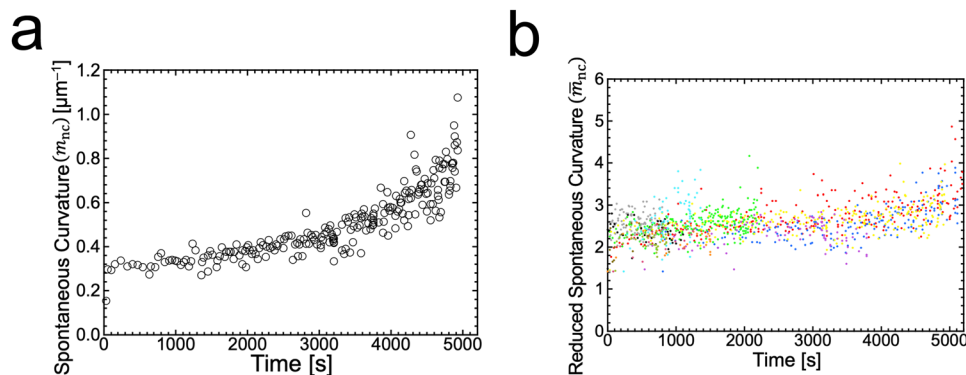 a
Spontaneous Curvature (m_nc) [μm⁻¹]
1.2
1.0
0.8
0.6
0.4
0.2
0.0
0 1000 2000 3000 4000 5000
Time [s]
b
Reduced Spontaneous Curvature (m̅_nc)
6
5
4
3
2
1
0
0 1000 2000 3000 4000 5000
Time [s]